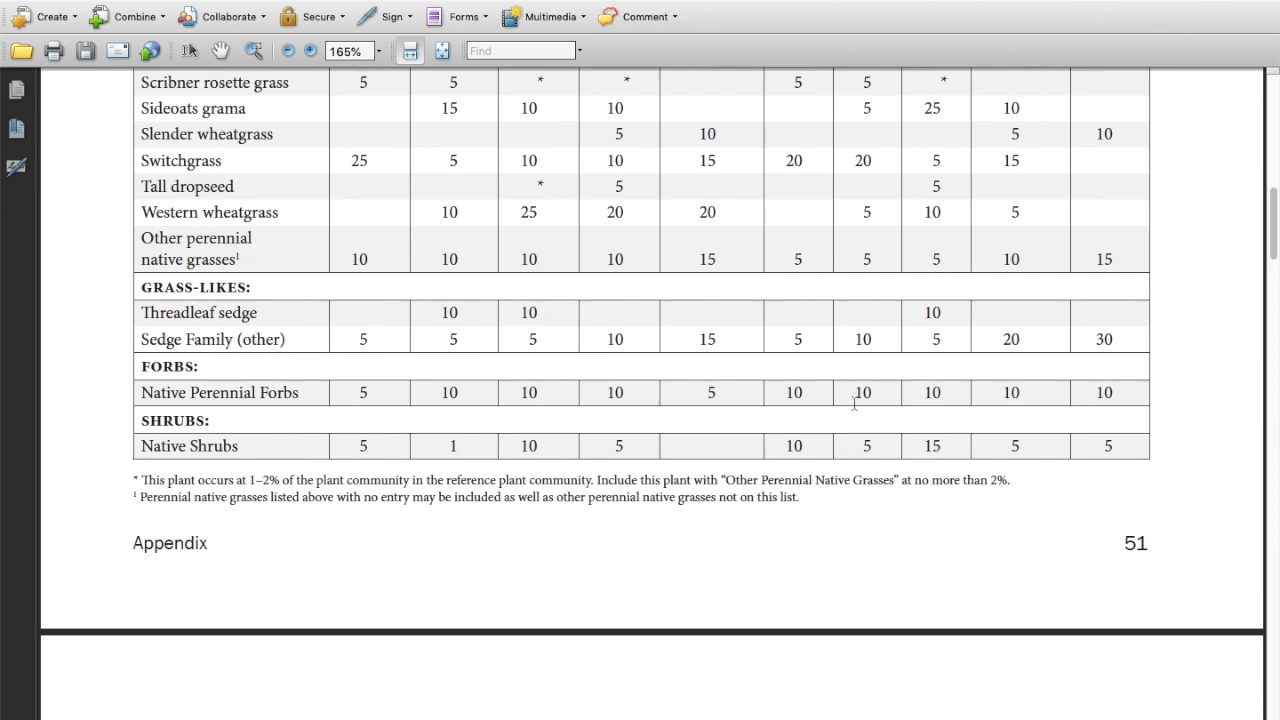 Create Combine Collaborate Secure Sign Forms Multimedia Comment
165% Find
Scribner rosette grass 5 5 * * 5 5 *
Sideoats grama 15 10 10 5 25 10
Slender wheatgrass 5 10 5 10
Switchgrass 25 5 10 10 15 20 20 5 15
Tall dropseed * 5 5
Western wheatgrass 10 25 20 20 5 10 5
Other perennial
native grasses¹ 10 10 10 10 15 5 5 5 10 15
GRASS-LIKES:
Threadleaf sedge 10 10 10
Sedge Family (other) 5 5 5 10 15 5 10 5 20 30
FORBS:
Native Perennial Forbs 5 10 10 10 5 10 10 10 10 10
SHRUBS:
Native Shrubs 5 1 10 5 10 5 15 5 5
* This plant occurs at 1–2% of the plant community in the reference plant community. Include this plant with “Other Perennial Native Grasses” at no more than 2%.
¹ Perennial native grasses listed above with no entry may be included as well as other perennial native grasses not on this list.
Appendix 51